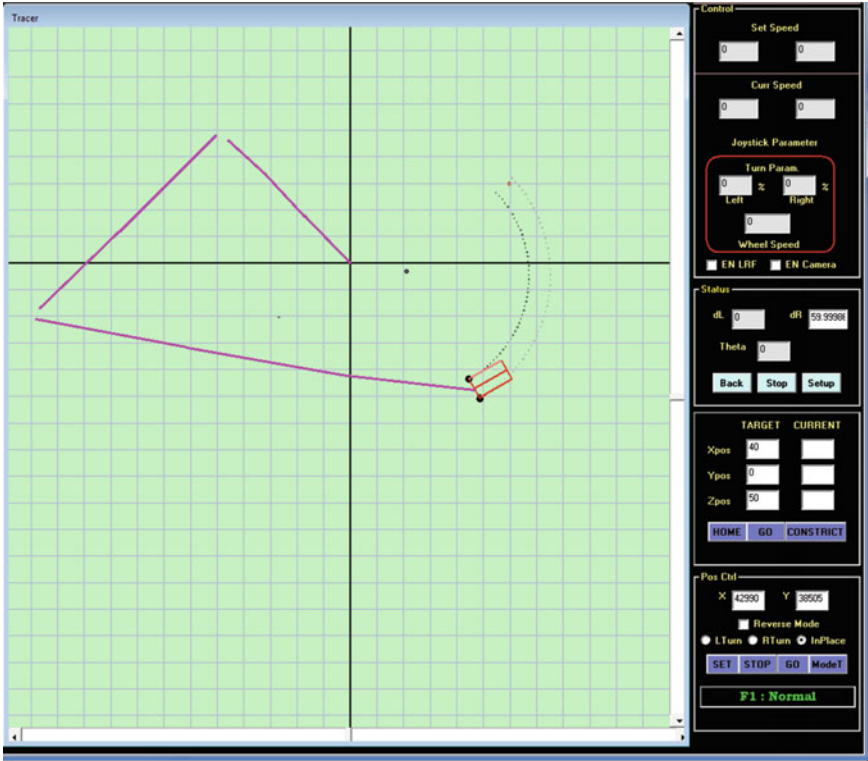 Tracer
Control
Set Speed
0 0
Curr Speed
0 0
Joystick Parameter
Turn Param.
0 % 0 %
Left Right
0
Wheel Speed
EN LRF EN Camera
Status
dL 0 dR 59.99986
Theta 0
Back Stop Setup
TARGET CURRENT
Xpos 40
Ypos 0
Zpos 50
HOME GO CONSTRICT
Pos Ctrl
X 42990 Y 38505
Reverse Mode
LTurn RTurn InPlace
SET STOP GO ModeT
F1 : Normal